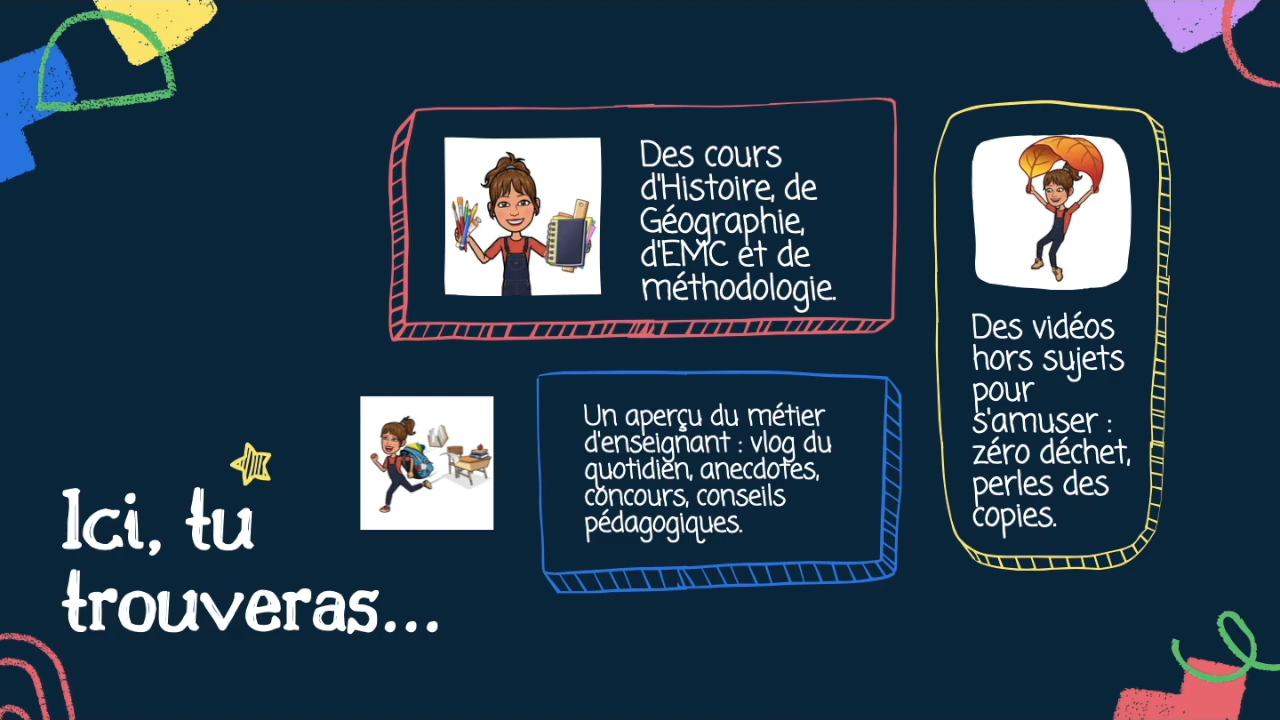 Ici, tu
trouveras...
Des cours
d'Histoire, de
Géographie,
d'EMC et de
méthodologie.
Un aperçu du métier
d'enseignant : vlog du
quotidien, anecdotes,
concours, conseils
pédagogiques.
Des vidéos
hors sujets
pour
s'amuser :
zéro déchet,
perles des
copies.